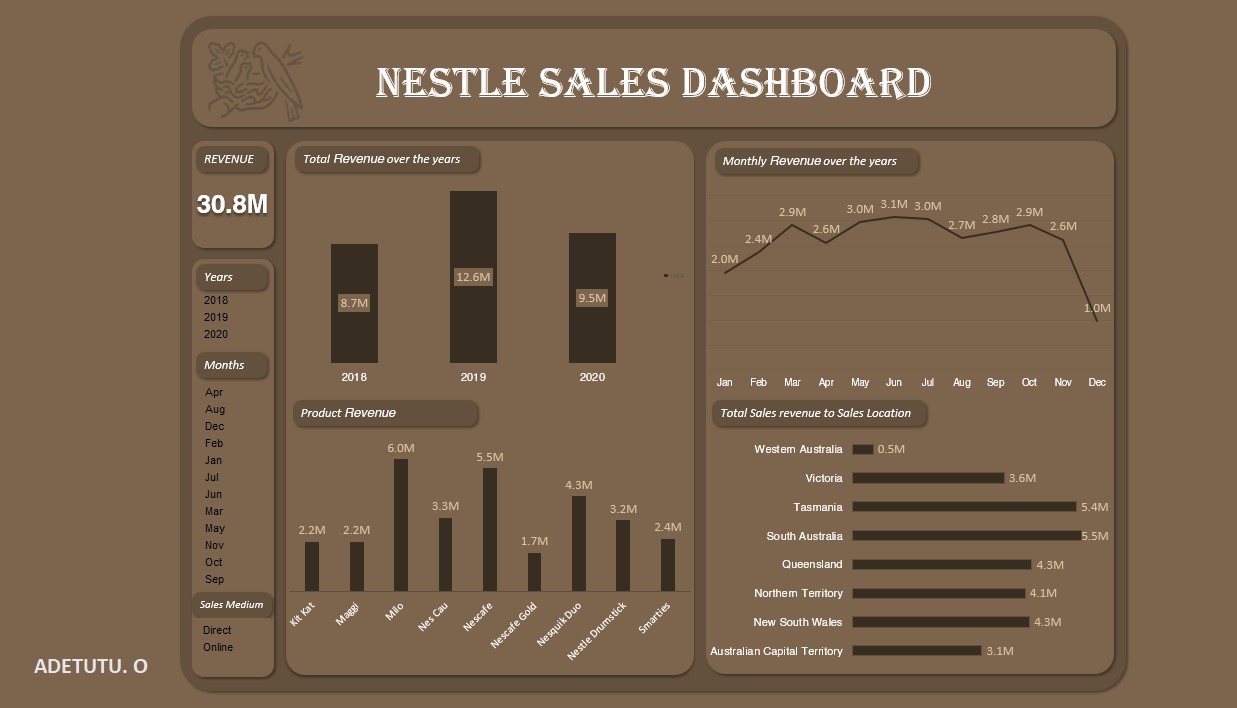 NESTLE SALES DASHBOARD
REVENUE
30.8M
Years
2018
2019
2020
Months
Apr
Aug
Dec
Feb
Jan
Jul
Jun
Mar
May
Nov
Oct
Sep
Sales Medium
Direct
Online
Total Revenue over the years
8.7M
12.6M
9.5M
2018 2019 2020
Product Revenue
2.2M 2.2M 6.0M 3.3M 5.5M 1.7M 4.3M 3.2M 2.4M
Kit Kat
Maggi
Milo
Nes Cau
Nescafe
Nescafe Gold
Nesquik Duo
Nestle Drumstick
Smarties
Monthly Revenue over the years
2.0M 2.4M 2.9M 2.6M 3.0M 3.1M 3.0M 2.7M 2.8M 2.9M 2.6M 1.0M
Jan Feb Mar Apr May Jun Jul Aug Sep Oct Nov Dec
Total Sales revenue to Sales Location
Western Australia 0.5M
Victoria 3.6M
Tasmania 5.4M
South Australia 5.5M
Queensland 4.3M
Northern Territory 4.1M
New South Wales 4.3M
Australian Capital Territory 3.1M
ADETUTU. O